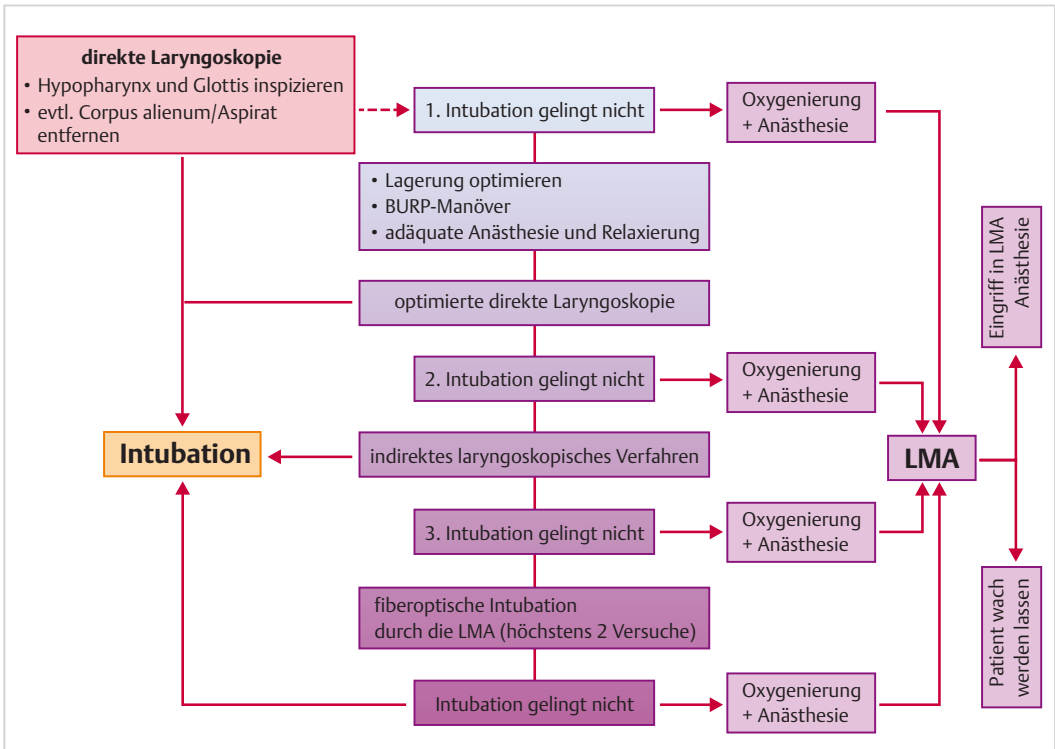 direkte Laryngoskopie
• Hypopharynx und Glottis inspizieren
• evtl. Corpus alienum/Aspirat
entfernen
1. Intubation gelingt nicht
Oxygenierung
+ Anästhesie
• Lagerung optimieren
• BURP-Manöver
• adäquate Anästhesie und Relaxierung
optimierte direkte Laryngoskopie
2. Intubation gelingt nicht
Oxygenierung
+ Anästhesie
Intubation
indirektes laryngoskopisches Verfahren
LMA
Eingriff in LMA
Anästhesie
3. Intubation gelingt nicht
Oxygenierung
+ Anästhesie
fiberoptische Intubation
durch die LMA (höchstens 2 Versuche)
Patient wach
werden lassen
Intubation gelingt nicht
Oxygenierung
+ Anästhesie